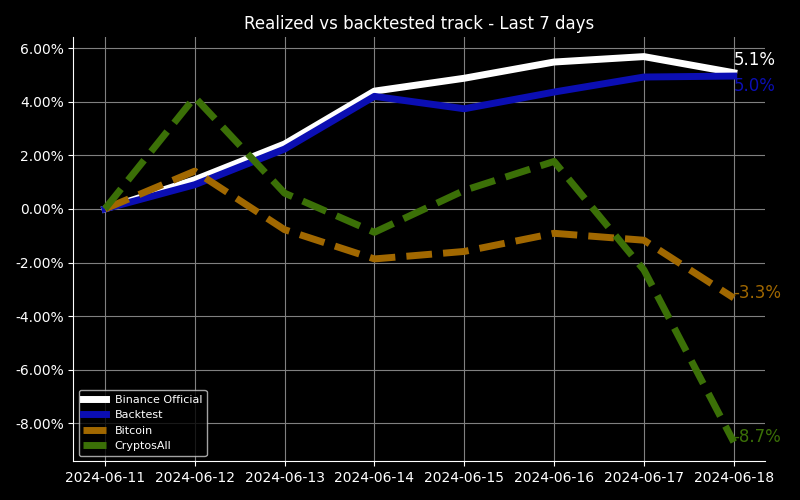 Realized vs backtested track - Last 7 days
6.00%
4.00%
2.00%
0.00%
-2.00%
-4.00%
-6.00%
-8.00%
5.1%
5.0%
-3.3%
-8.7%
Binance Official
Backtest
Bitcoin
CryptosAll
2024-06-11 2024-06-12 2024-06-13 2024-06-14 2024-06-15 2024-06-16 2024-06-17 2024-06-18